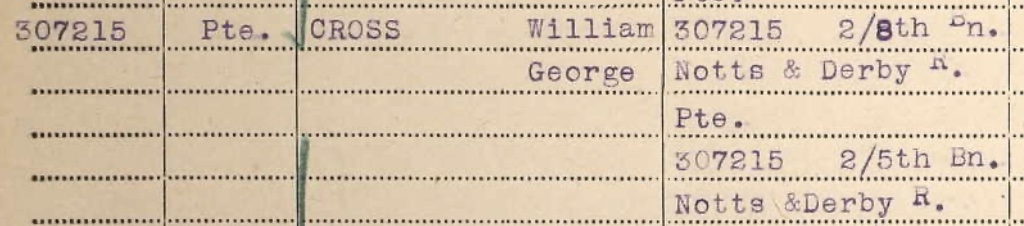 307215 Pte. CROSS William 307215 2/8th Bn.
George Notts & Derby R.
Pte.
307215 2/5th Bn.
Notts &Derby R.